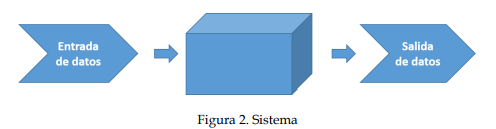 Entrada
de datos
Salida
de datos
Figura 2. Sistema